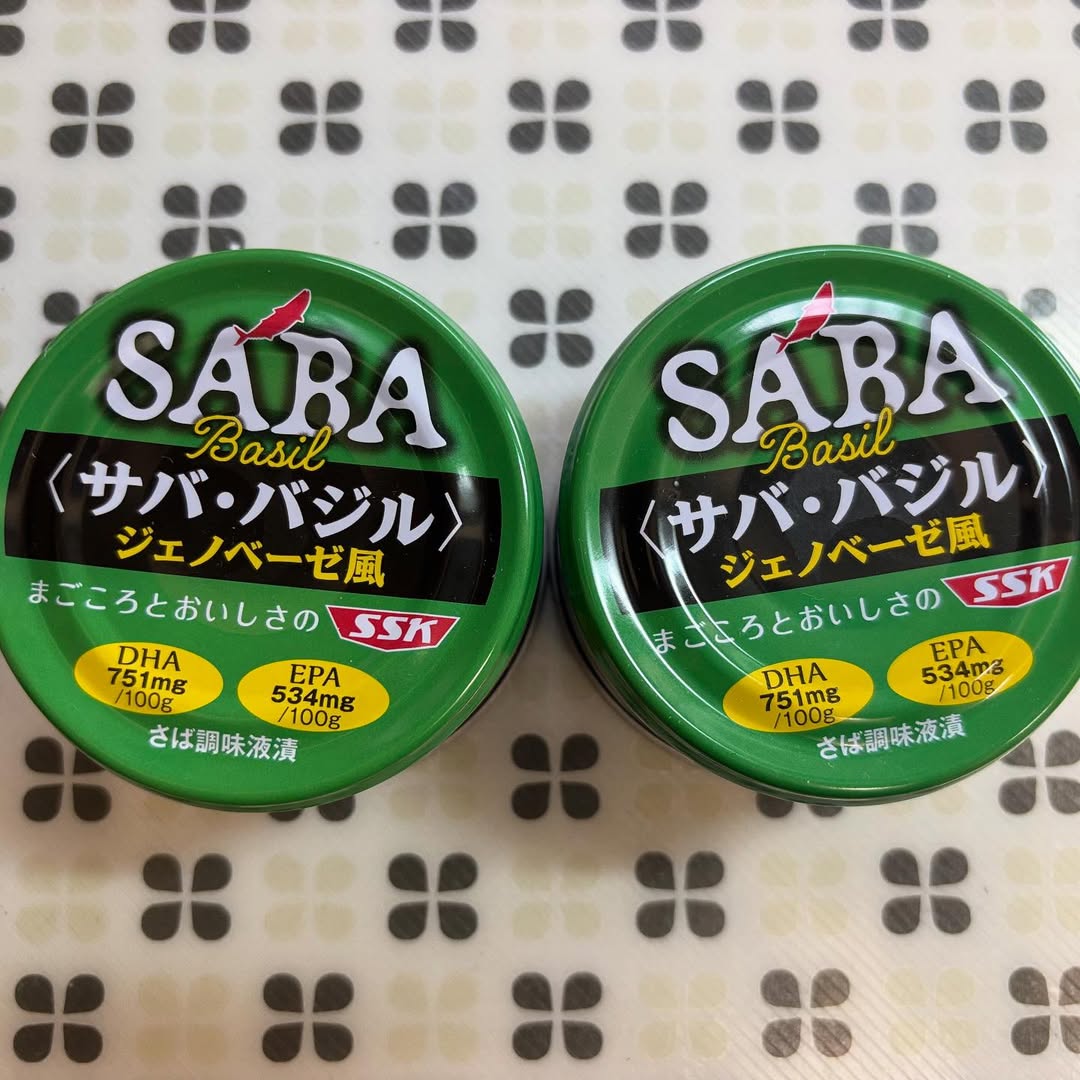 SABA
Basil
〈サバ・バジル〉
ジェノベーゼ風
まごころとおいしさの SSK
DHA
751mg
/100g
EPA
534mg
/100g
さば調味液漬
SABA
Basil
〈サバ・バジル〉
ジェノベーゼ風
まごころとおいしさの SSK
DHA
751mg
/100g
EPA
534mg
/100g
さば調味液漬